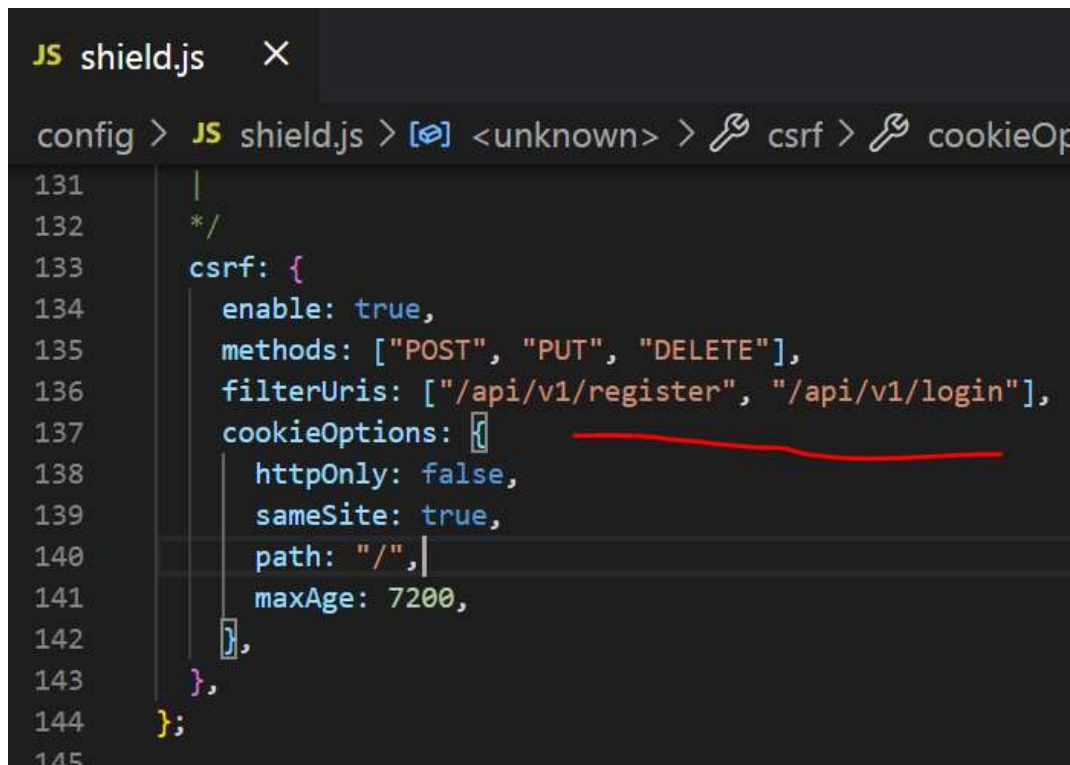 JS shield.js ×
config > JS shield.js > [ ] <unknown> > csrf > cookieOp
131 |
132 */
133 csrf: {
134 enable: true,
135 methods: ["POST", "PUT", "DELETE"],
136 filterUris: ["/api/v1/register", "/api/v1/login"],
137 cookieOptions: {
138 httpOnly: false,
139 sameSite: true,
140 path: "/",
141 maxAge: 7200,
142 },
143 },
144 };
145